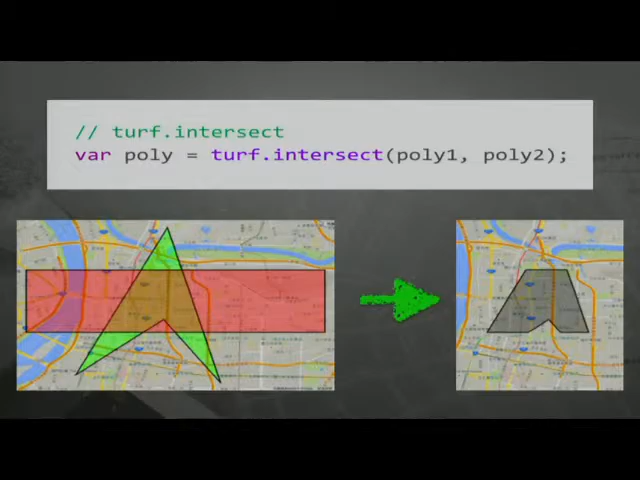 // turf.intersect
var poly = turf.intersect(poly1, poly2);